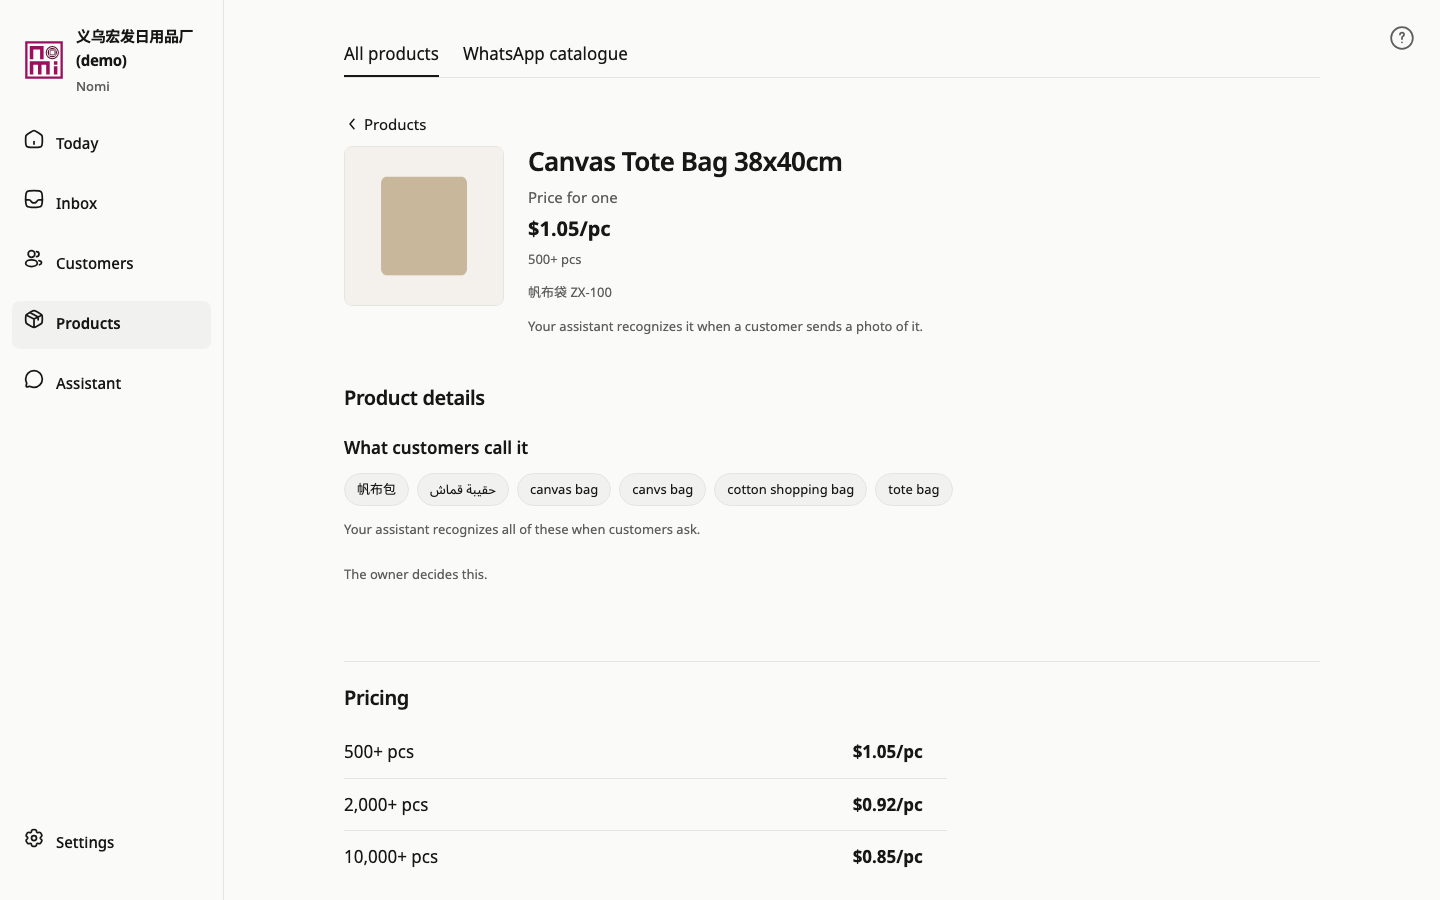 义乌宏发日用品厂
(demo)
Nomi
Today
Inbox
Customers
Products
Assistant
Settings
All products
WhatsApp catalogue
Products
Canvas Tote Bag 38x40cm
Price for one
$1.05/pc
500+ pcs
帆布袋 ZX-100
Your assistant recognizes it when a customer sends a photo of it.
Product details
What customers call it
帆布包
حقيبة قماش
canvas bag
canvs bag
cotton shopping bag
tote bag
Your assistant recognizes all of these when customers ask.
The owner decides this.
Pricing
500+ pcs $1.05/pc
2,000+ pcs $0.92/pc
10,000+ pcs $0.85/pc